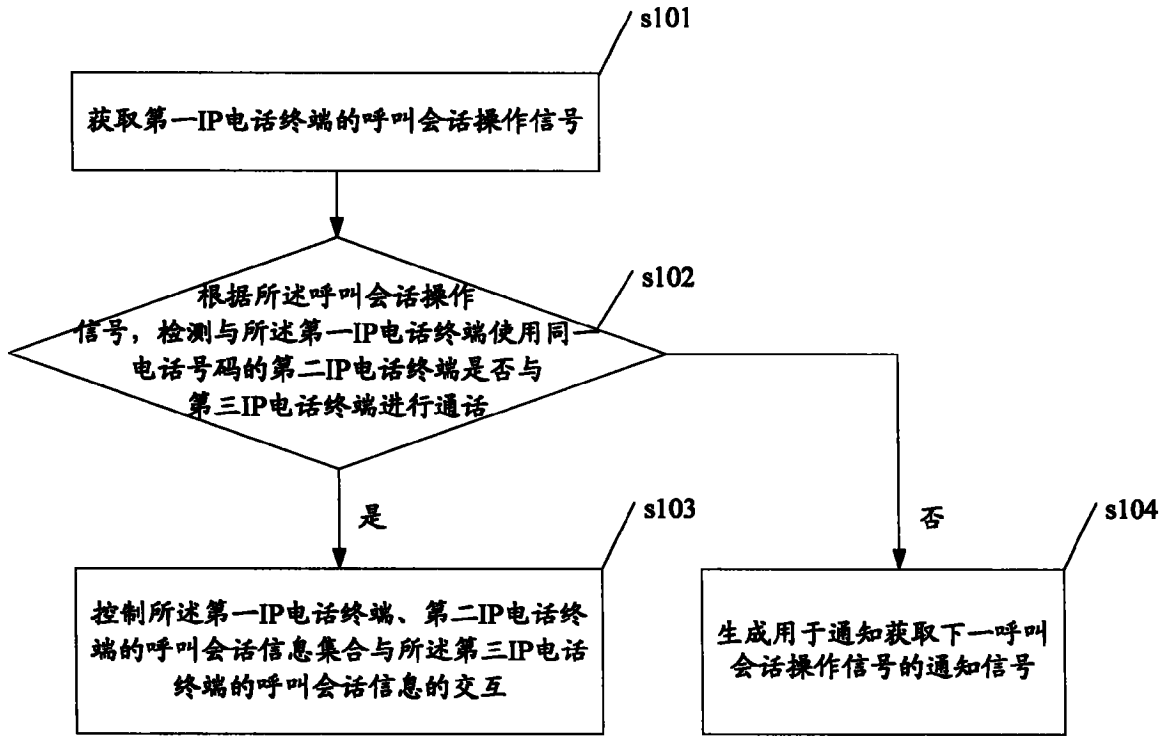 s101
获取第一IP电话终端的呼叫会话操作信号
s102
根据所述呼叫会话操作
信号，检测与所述第一IP电话终端使用同一
电话号码的第二IP电话终端是否与
第三IP电话终端进行通话
是
否
s103
控制所述第一IP电话终端、第二IP电话终
端的呼叫会话信息集合与所述第三IP电话
终端的呼叫会话信息的交互
s104
生成用于通知获取下一呼叫
会话操作信号的通知信号